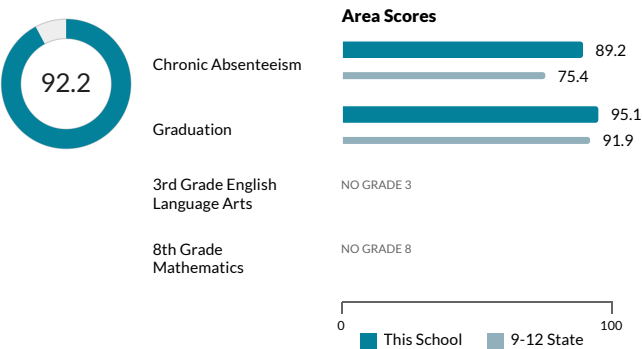 Area Scores
92.2
Chronic Absenteeism
89.2
75.4
Graduation
95.1
91.9
3rd Grade English
Language Arts
NO GRADE 3
8th Grade
Mathematics
NO GRADE 8
0
100
This School
9-12 State